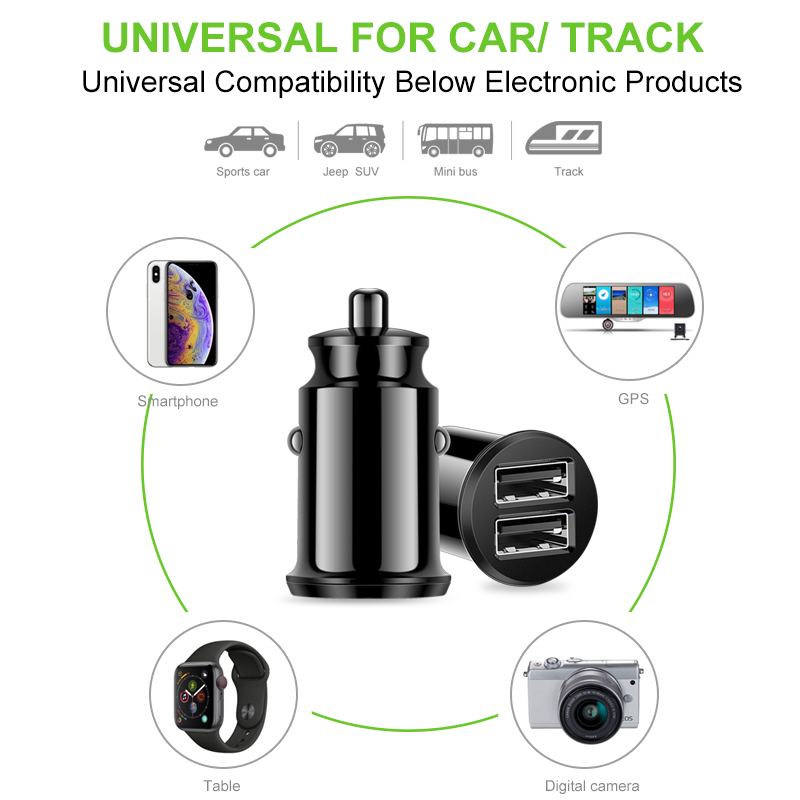 UNIVERSAL FOR CAR/ TRACK
Universal Compatibility Below Electronic Products
Sports car
Jeep SUV
Mini bus
Track
Smartphone
GPS
Table
Digital camera